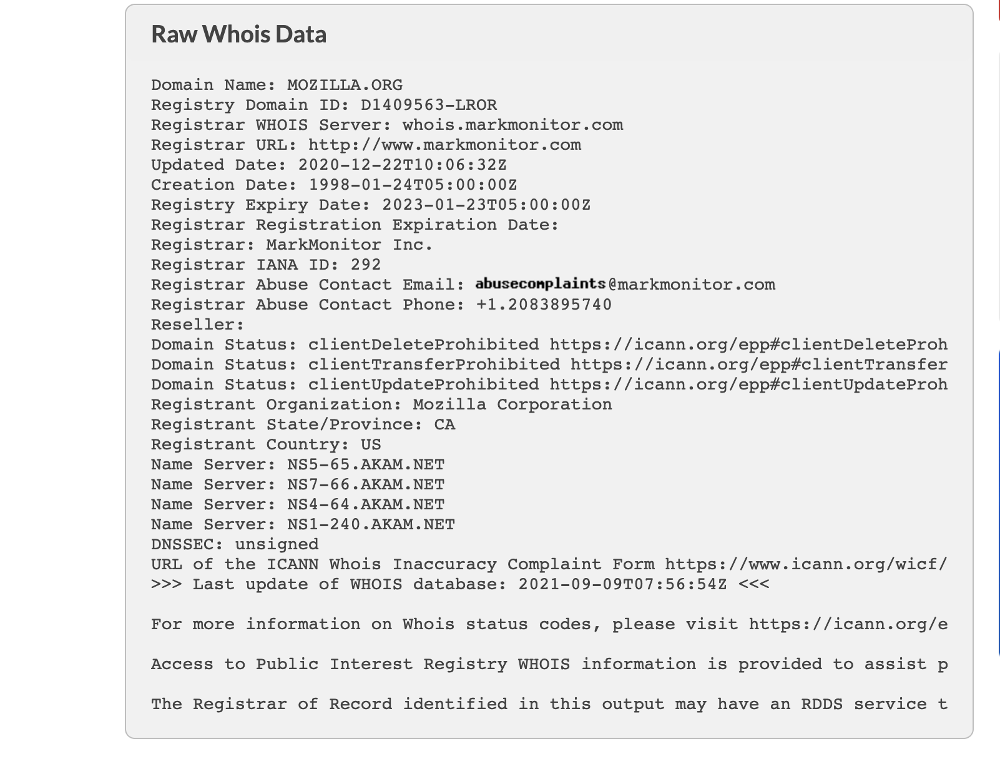 Raw Whois Data
Domain Name: MOZILLA.ORG
Registry Domain ID: D1409563-LROR
Registrar WHOIS Server: whois.markmonitor.com
Registrar URL: http://www.markmonitor.com
Updated Date: 2020-12-22T10:06:32Z
Creation Date: 1998-01-24T05:00:00Z
Registry Expiry Date: 2023-01-23T05:00:00Z
Registrar Registration Expiration Date:
Registrar: MarkMonitor Inc.
Registrar IANA ID: 292
Registrar Abuse Contact Email: abusecomplaints@markmonitor.com
Registrar Abuse Contact Phone: +1.2083895740
Reseller:
Domain Status: clientDeleteProhibited https://icann.org/epp#clientDeleteProh
Domain Status: clientTransferProhibited https://icann.org/epp#clientTransfer
Domain Status: clientUpdateProhibited https://icann.org/epp#clientUpdateProh
Registrant Organization: Mozilla Corporation
Registrant State/Province: CA
Registrant Country: US
Name Server: NS5-65.AKAM.NET
Name Server: NS7-66.AKAM.NET
Name Server: NS4-64.AKAM.NET
Name Server: NS1-240.AKAM.NET
DNSSEC: unsigned
URL of the ICANN Whois Inaccuracy Complaint Form https://www.icann.org/wicf/
>>> Last update of WHOIS database: 2021-09-09T07:56:54Z <<<
For more information on Whois status codes, please visit https://icann.org/e
Access to Public Interest Registry WHOIS information is provided to assist p
The Registrar of Record identified in this output may have an RDDS service t